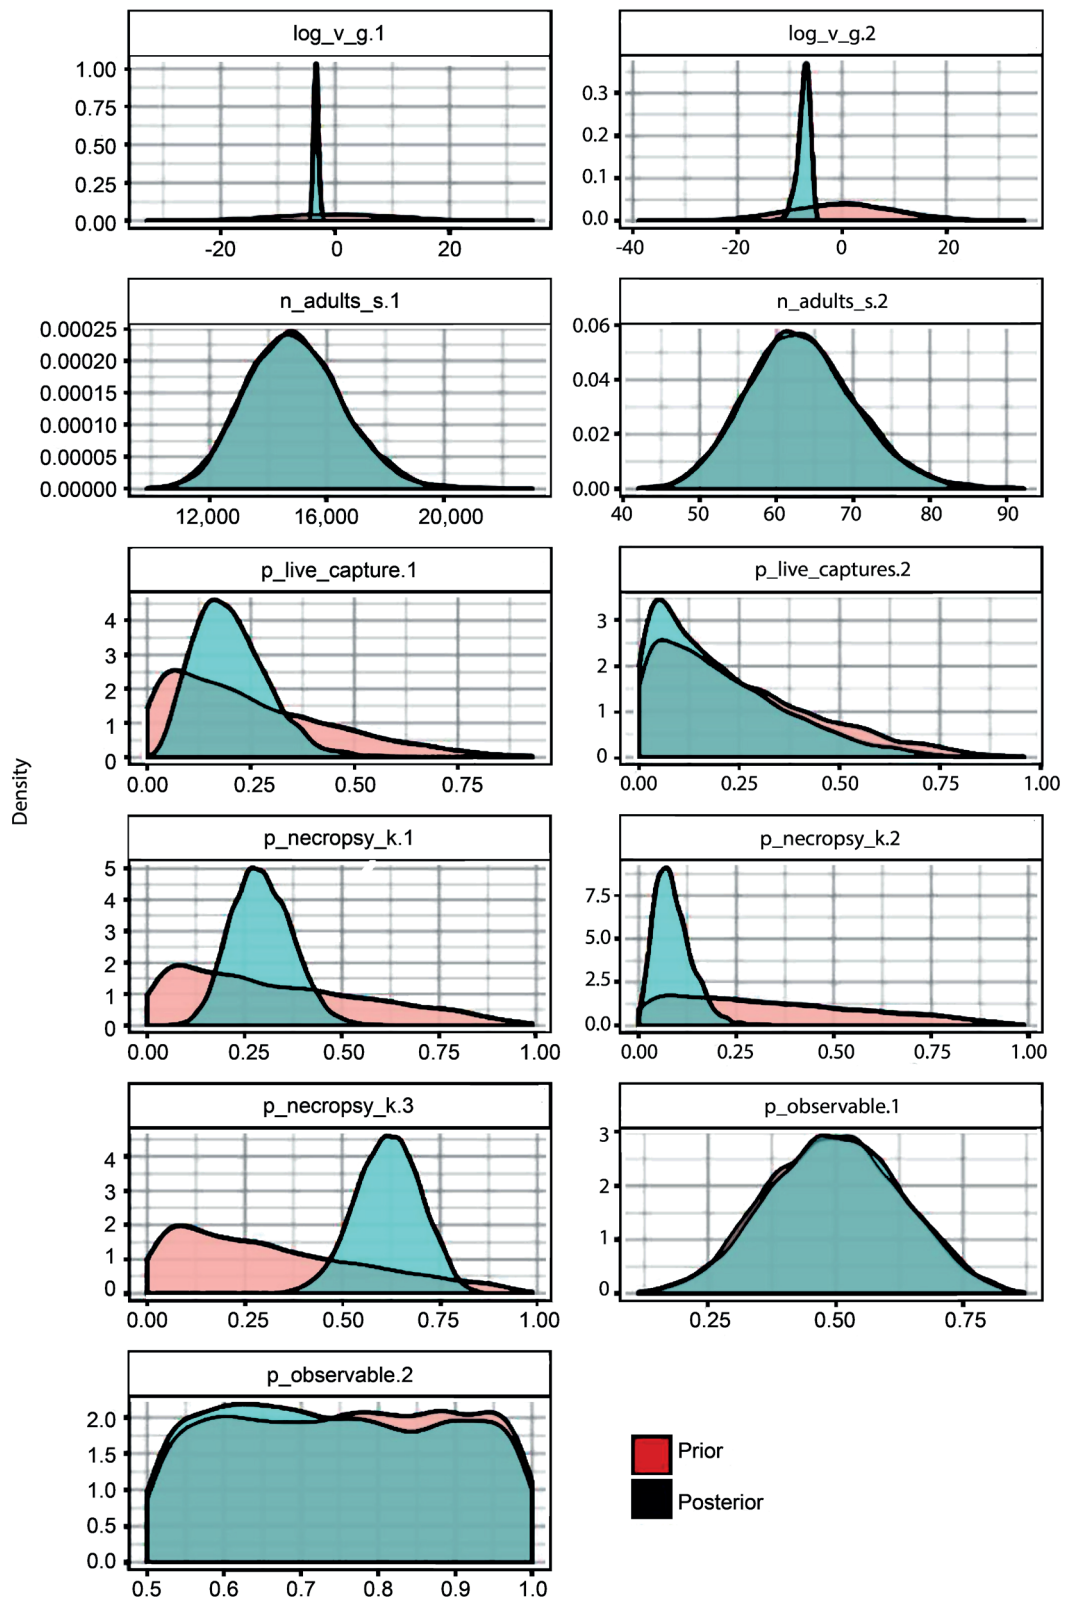 log_v_g.1
1.00
0.75
0.50
0.25
0.00
-20 0 20
log_v_g.2
0.3
0.2
0.1
0.0
-40 -20 0 20
n_adults_s.1
0.00025
0.00020
0.00015
0.00010
0.00005
0.00000
12,000 16,000 20,000
n_adults_s.2
0.06
0.04
0.02
0.00
40 50 60 70 80 90
p_live_capture.1
4
3
2
1
0
0.00 0.25 0.50 0.75
p_live_captures.2
3
2
1
0
0.00 0.25 0.50 0.75 1.00
Density
p_necropsy_k.1
5
4
3
2
1
0
0.00 0.25 0.50 0.75 1.00
p_necropsy_k.2
7.5
5.0
2.5
0.0
0.00 0.25 0.50 0.75 1.00
p_necropsy_k.3
4
3
2
1
0
0.00 0.25 0.50 0.75 1.00
p_observable.1
3
2
1
0
0.25 0.50 0.75
p_observable.2
2.0
1.5
1.0
0.5
0.0
0.5 0.6 0.7 0.8 0.9 1.0
Prior
Posterior